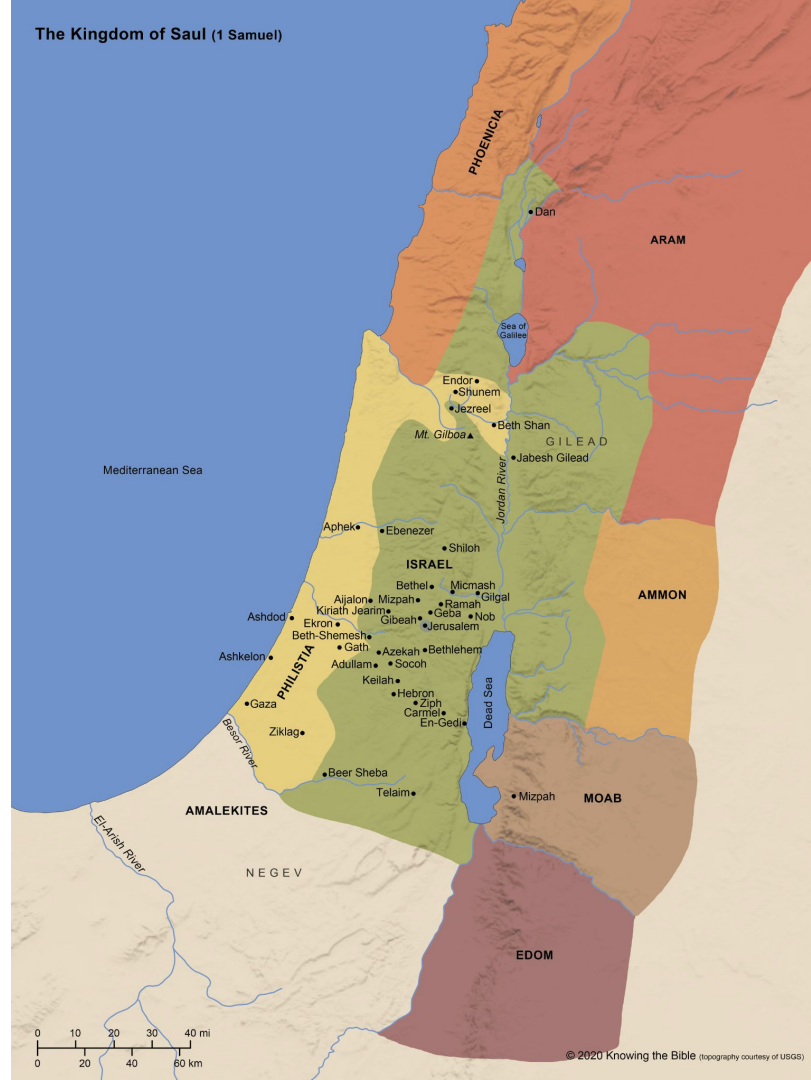 The Kingdom of Saul (1 Samuel)
PHOENICIA
Dan
ARAM
Sea of
Galilee
Endor
Shunem
Jezreel
Beth Shan
Mt. Gilboa
GILEAD
Jabesh Gilead
Mediterranean Sea
Jordan River
Aphek
Ebenezer
Shiloh
ISRAEL
Bethel
Micmash
AMMON
Aijalon
Mizpah
Gilgal
Ramah
Kiriath Jearim
Geba
Ashdod
Gibeah
Nob
Ekron
Jerusalem
Beth-Shemesh
Gath
Azekah
Bethlehem
Ashkelon
Adullam
Socoh
PHILISTIA
Keilah
Hebron
Dead Sea
Gaza
Ziph
Carmel
En-Gedi
Besor River
Ziklag
Beer Sheba
Telaim
Mizpah
MOAB
AMALEKITES
El-Arish River
NEGEV
EDOM
0 10 20 30 40 mi
0 20 40 60 km
© 2020 Knowing the Bible (topography courtesy of USGS)